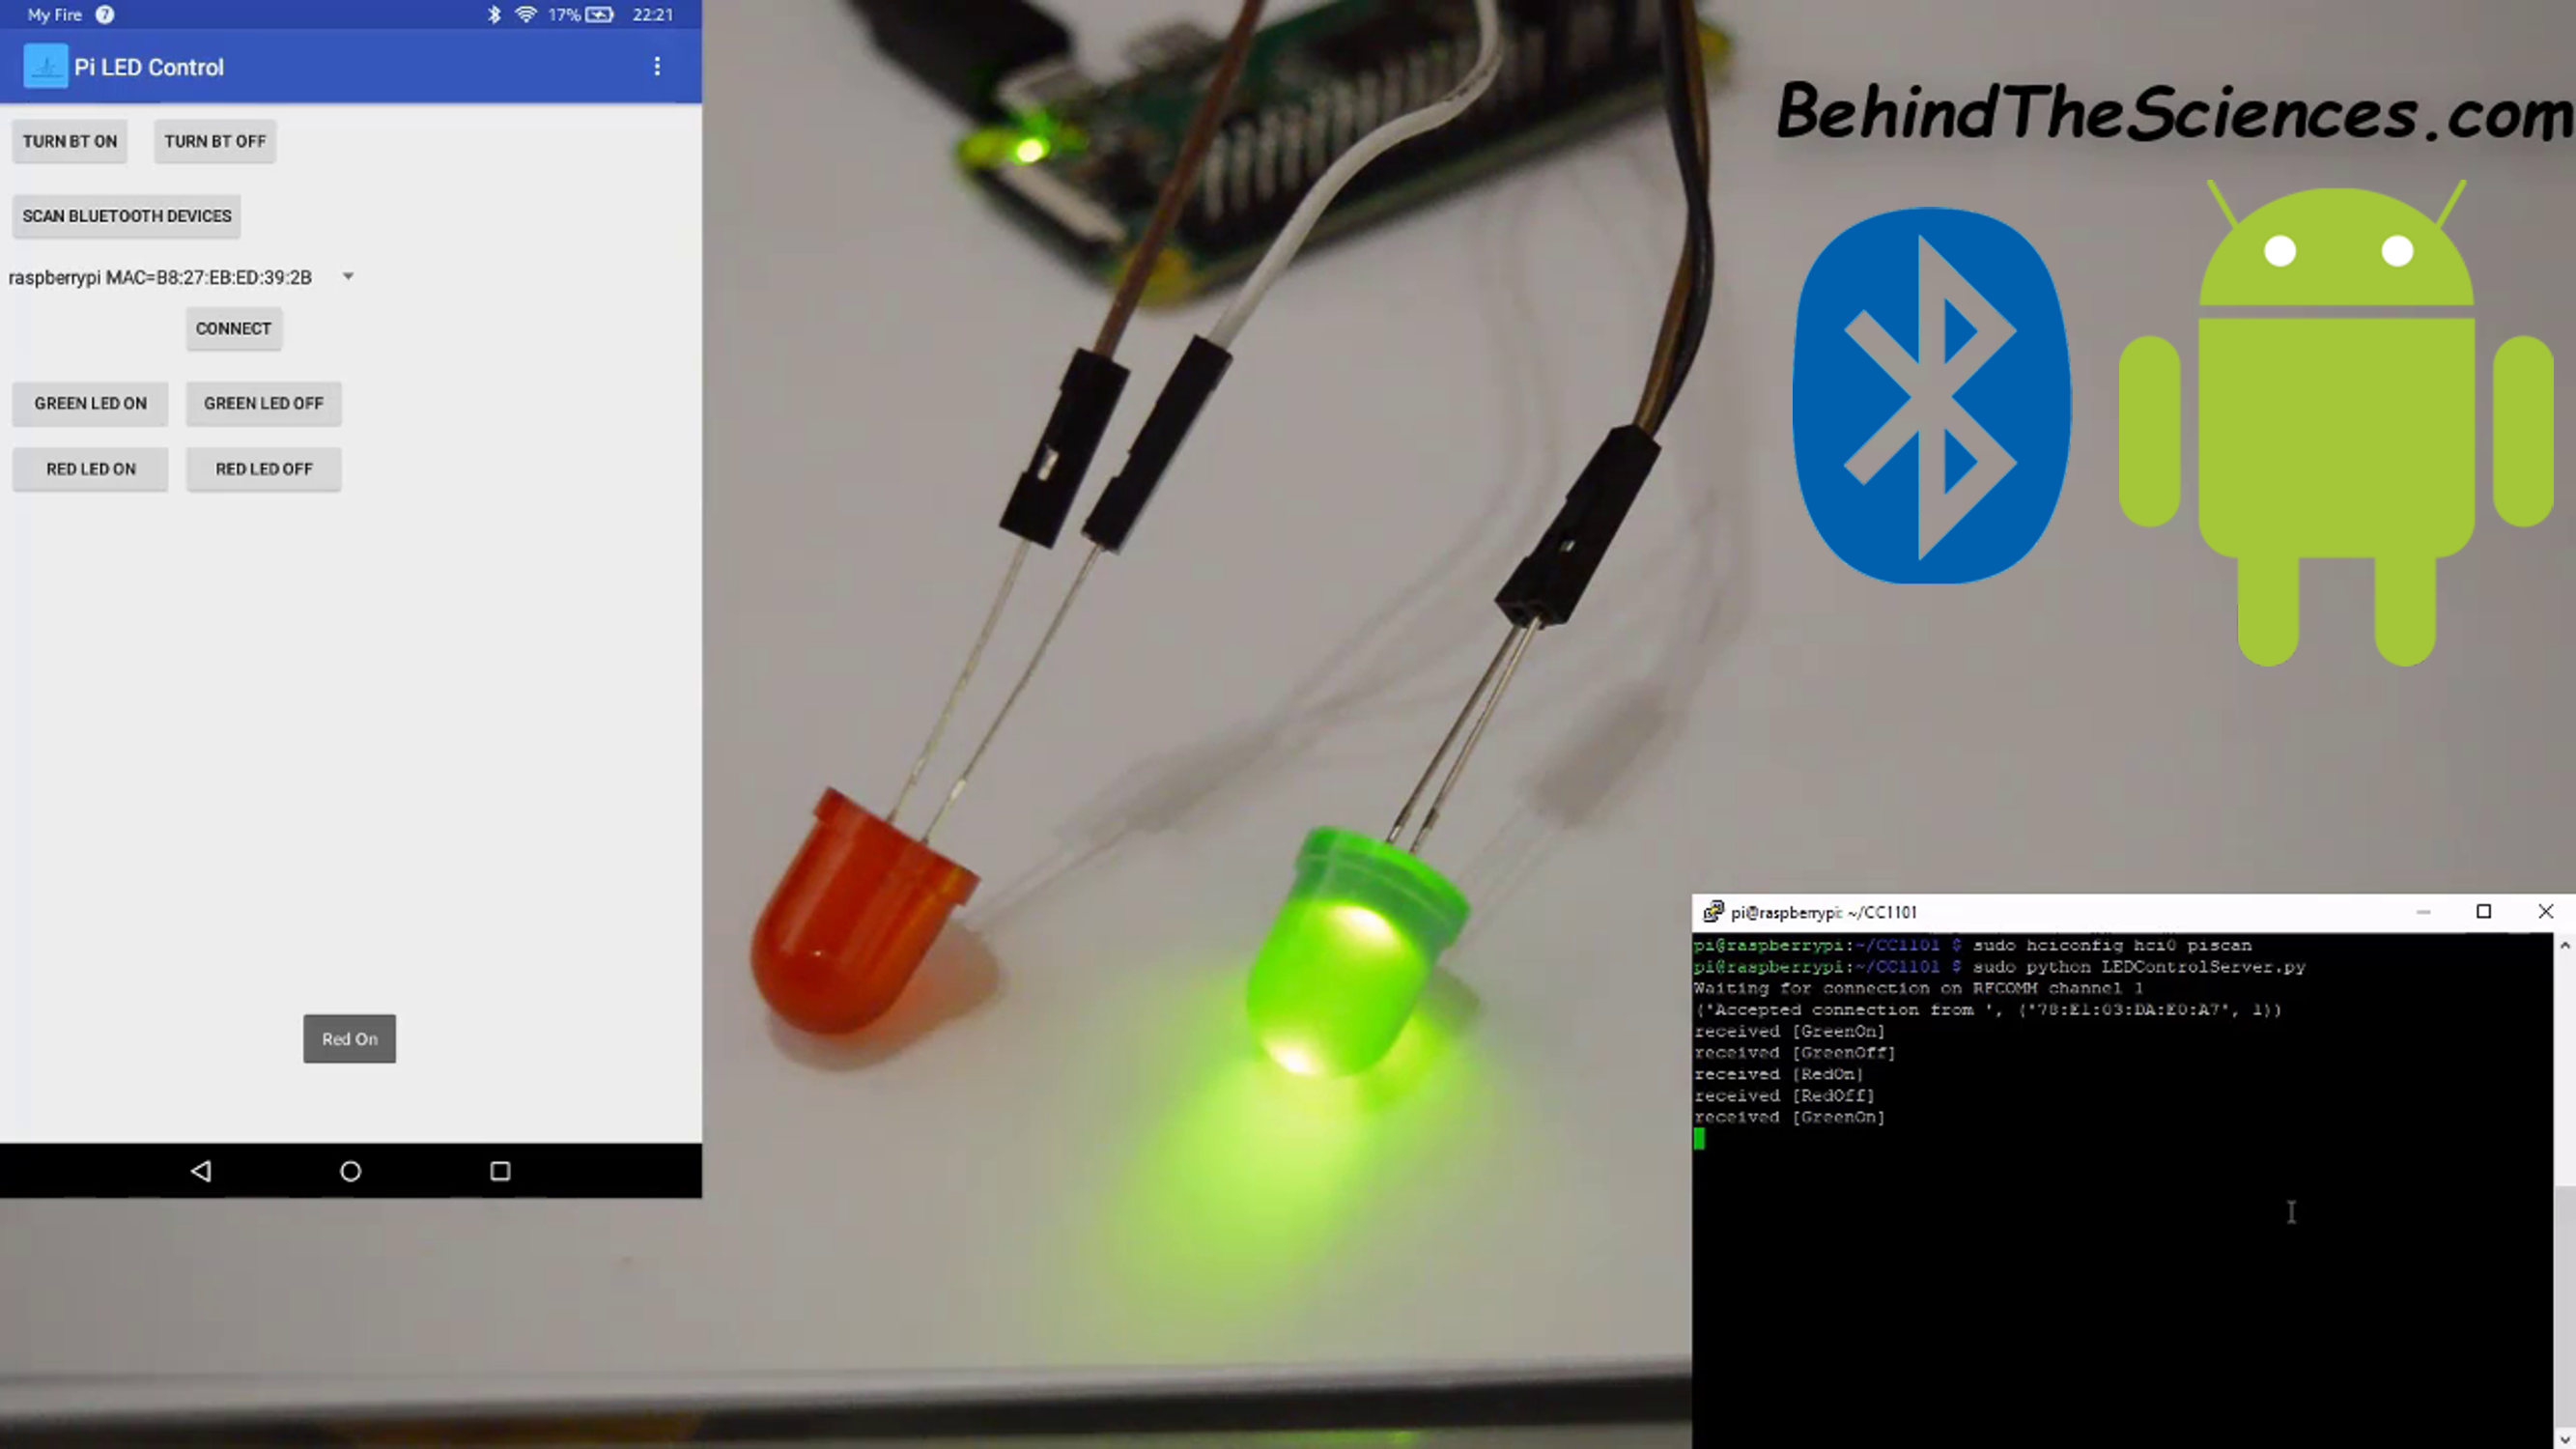 My Fire ?
17% 22:21
Pi LED Control
TURN BT ON TURN BT OFF
SCAN BLUETOOTH DEVICES
raspberrypi MAC=B8:27:EB:ED:39:2B
CONNECT
GREEN LED ON GREEN LED OFF
RED LED ON RED LED OFF
Red On
BehindTheSciences.com
pi@raspberrypi: ~/CC1101
pi@raspberrypi:~/CC1101 $ sudo hciconfig hci0 piscan
pi@raspberrypi:~/CC1101 $ sudo python LEDControlServer.py
Waiting for connection on RFCOMM channel 1
('Accepted connection from ', ('78:E1:03:DA:E0:A7', 1))
received [GreenOn]
received [GreenOff]
received [RedOn]
received [RedOff]
received [GreenOn]